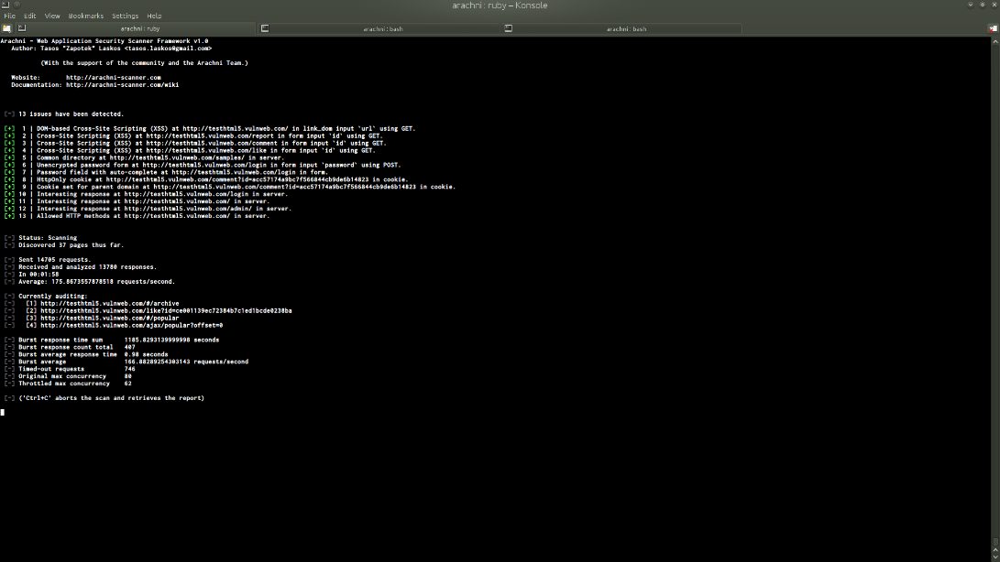 arachni : ruby – Konsole
File Edit View Bookmarks Settings Help
arachni : ruby arachni : bash arachni : bash
Arachni - Web Application Security Scanner Framework v1.0
Author: Tasos "Zapotek" Laskos <tasos.laskos@gmail.com>
(With the support of the community and the Arachni Team.)
Website: http://arachni-scanner.com
Documentation: http://arachni-scanner.com/wiki
[~] 13 issues have been detected.
[+] 1 | DOM-based Cross-Site Scripting (XSS) at http://testhtml5.vulnweb.com/ in link_dom input `url` using GET.
[+] 2 | Cross-Site Scripting (XSS) at http://testhtml5.vulnweb.com/report in form input `id` using GET.
[+] 3 | Cross-Site Scripting (XSS) at http://testhtml5.vulnweb.com/comment in form input `id` using GET.
[+] 4 | Cross-Site Scripting (XSS) at http://testhtml5.vulnweb.com/like in form input `id` using GET.
[+] 5 | Common directory at http://testhtml5.vulnweb.com/samples/ in server.
[+] 6 | Unencrypted password form at http://testhtml5.vulnweb.com/login in form input `password` using POST.
[+] 7 | Password field with auto-complete at http://testhtml5.vulnweb.com/login in form.
[+] 8 | HttpOnly cookie at http://testhtml5.vulnweb.com/comment?id=acc57174a9bc7f566844cb9de6b14823 in cookie.
[+] 9 | Cookie set for parent domain at http://testhtml5.vulnweb.com/comment?id=acc57174a9bc7f566844cb9de6b14823 in cookie.
[+] 10 | Interesting response at http://testhtml5.vulnweb.com/login in server.
[+] 11 | Interesting response at http://testhtml5.vulnweb.com/ in server.
[+] 12 | Interesting response at http://testhtml5.vulnweb.com/admin/ in server.
[+] 13 | Allowed HTTP methods at http://testhtml5.vulnweb.com/ in server.
[~] Status: Scanning
[~] Discovered 37 pages thus far.
[~] Sent 14705 requests.
[~] Received and analyzed 13780 responses.
[~] In 00:01:58
[~] Average: 175.8673557878518 requests/second.
[~] Currently auditing:
[~] [1] http://testhtml5.vulnweb.com/#/archive
[~] [2] http://testhtml5.vulnweb.com/like?id=ce001139ec72384b7c1ed1bcde0238ba
[~] [3] http://testhtml5.vulnweb.com/#/popular
[~] [4] http://testhtml5.vulnweb.com/ajax/popular?offset=0
[~] Burst response time sum 1185.8293139999998 seconds
[~] Burst response count total 407
[~] Burst average response time 0.98 seconds
[~] Burst average 166.88289254303143 requests/second
[~] Timed-out requests 746
[~] Original max concurrency 80
[~] Throttled max concurrency 62
[~] ('Ctrl+C' aborts the scan and retrieves the report)